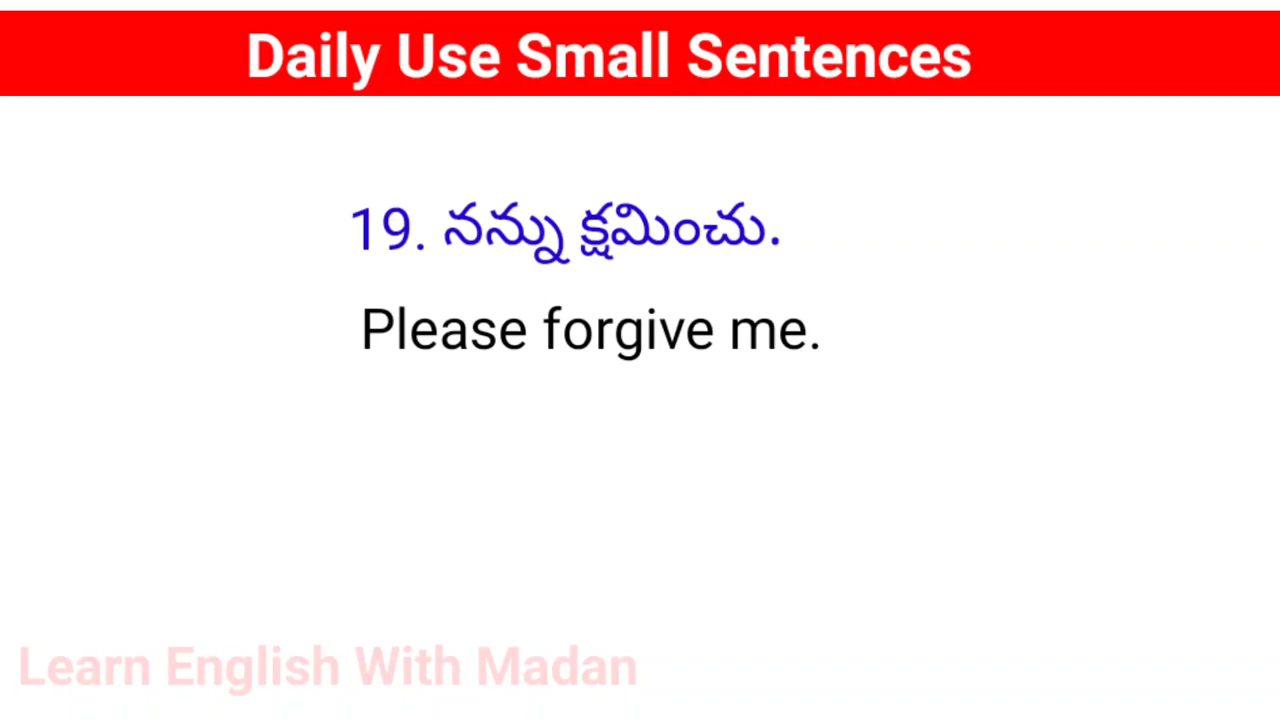 Daily Use Small Sentences
19. నన్ను క్షమించు.
Please forgive me.
Learn English With Madan